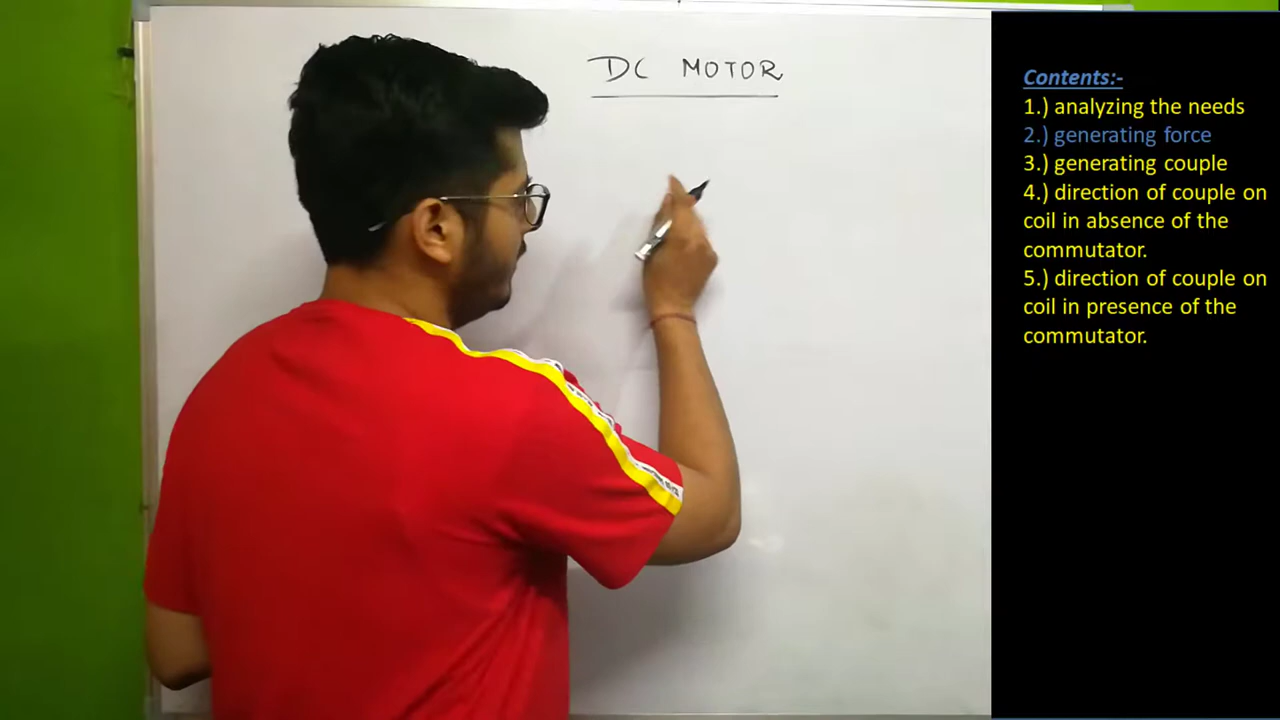 DC MOTOR
Contents:-
1.) analyzing the needs
2.) generating force
3.) generating couple
4.) direction of couple on
coil in absence of the
commutator.
5.) direction of couple on
coil in presence of the
commutator.